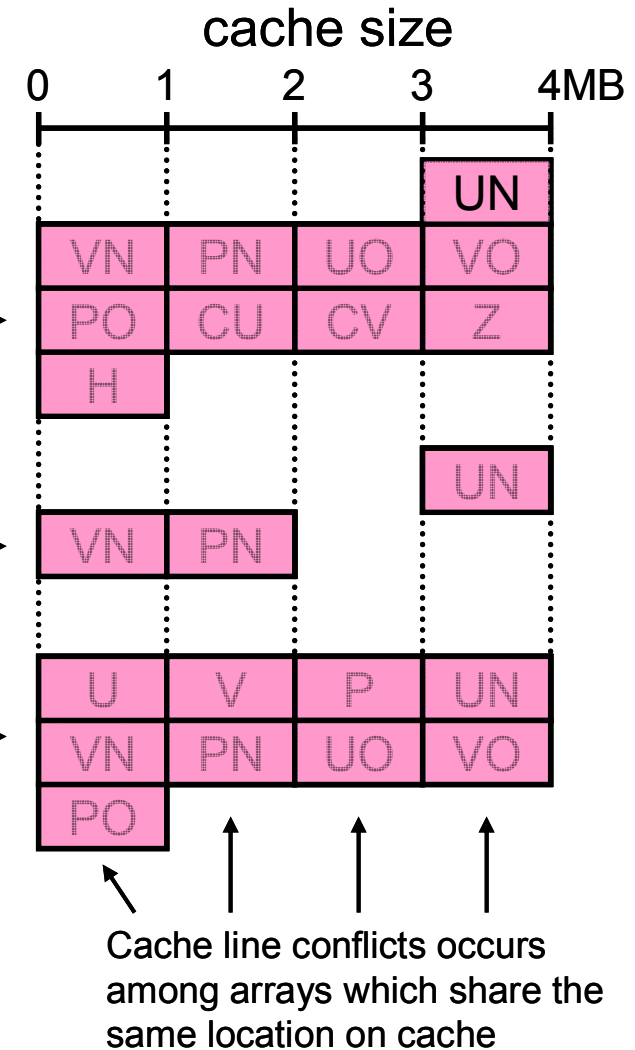 cache size
0 1 2 3 4MB
UN
VN PN UO VO
PO CU CV Z
H
UN
VN PN
U V P UN
VN PN UO VO
PO
Cache line conflicts occurs
among arrays which share the
same location on cache